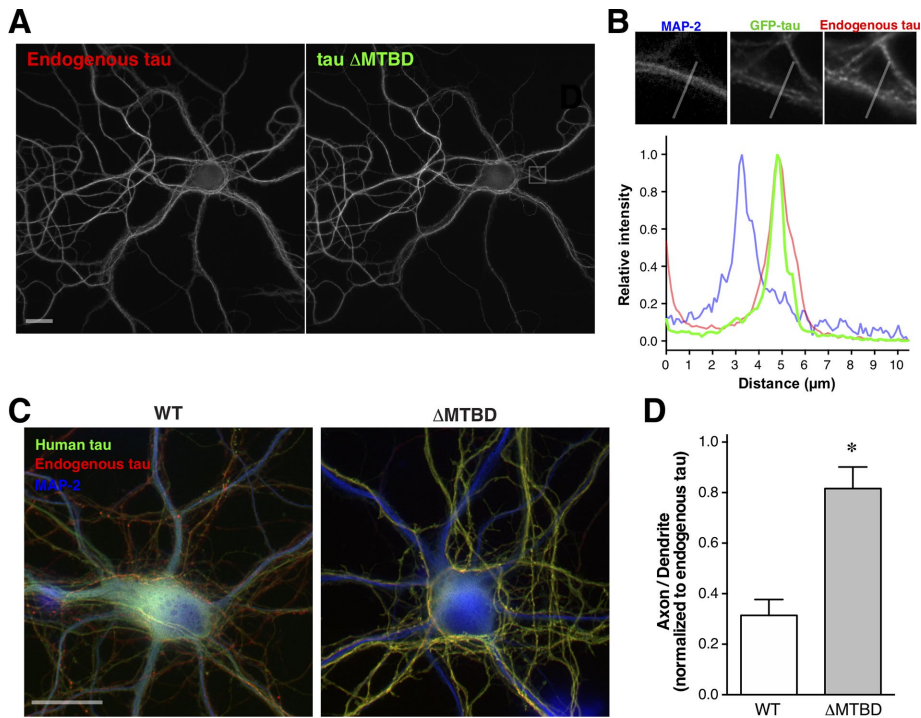 A
Endogenous tau
tau ΔMTBD
D
B
MAP-2
GFP-tau
Endogenous tau
Relative intensity
1.0
0.8
0.6
0.4
0.2
0.0
0 1 2 3 4 5 6 7 8 9 10
Distance (µm)
C
WT
ΔMTBD
Human tau
Endogenous tau
MAP-2
D
Axon / Dendrite
(normalized to endogenous tau)
1.0
0.8
0.6
0.4
0.2
0.0
*
WT
ΔMTBD